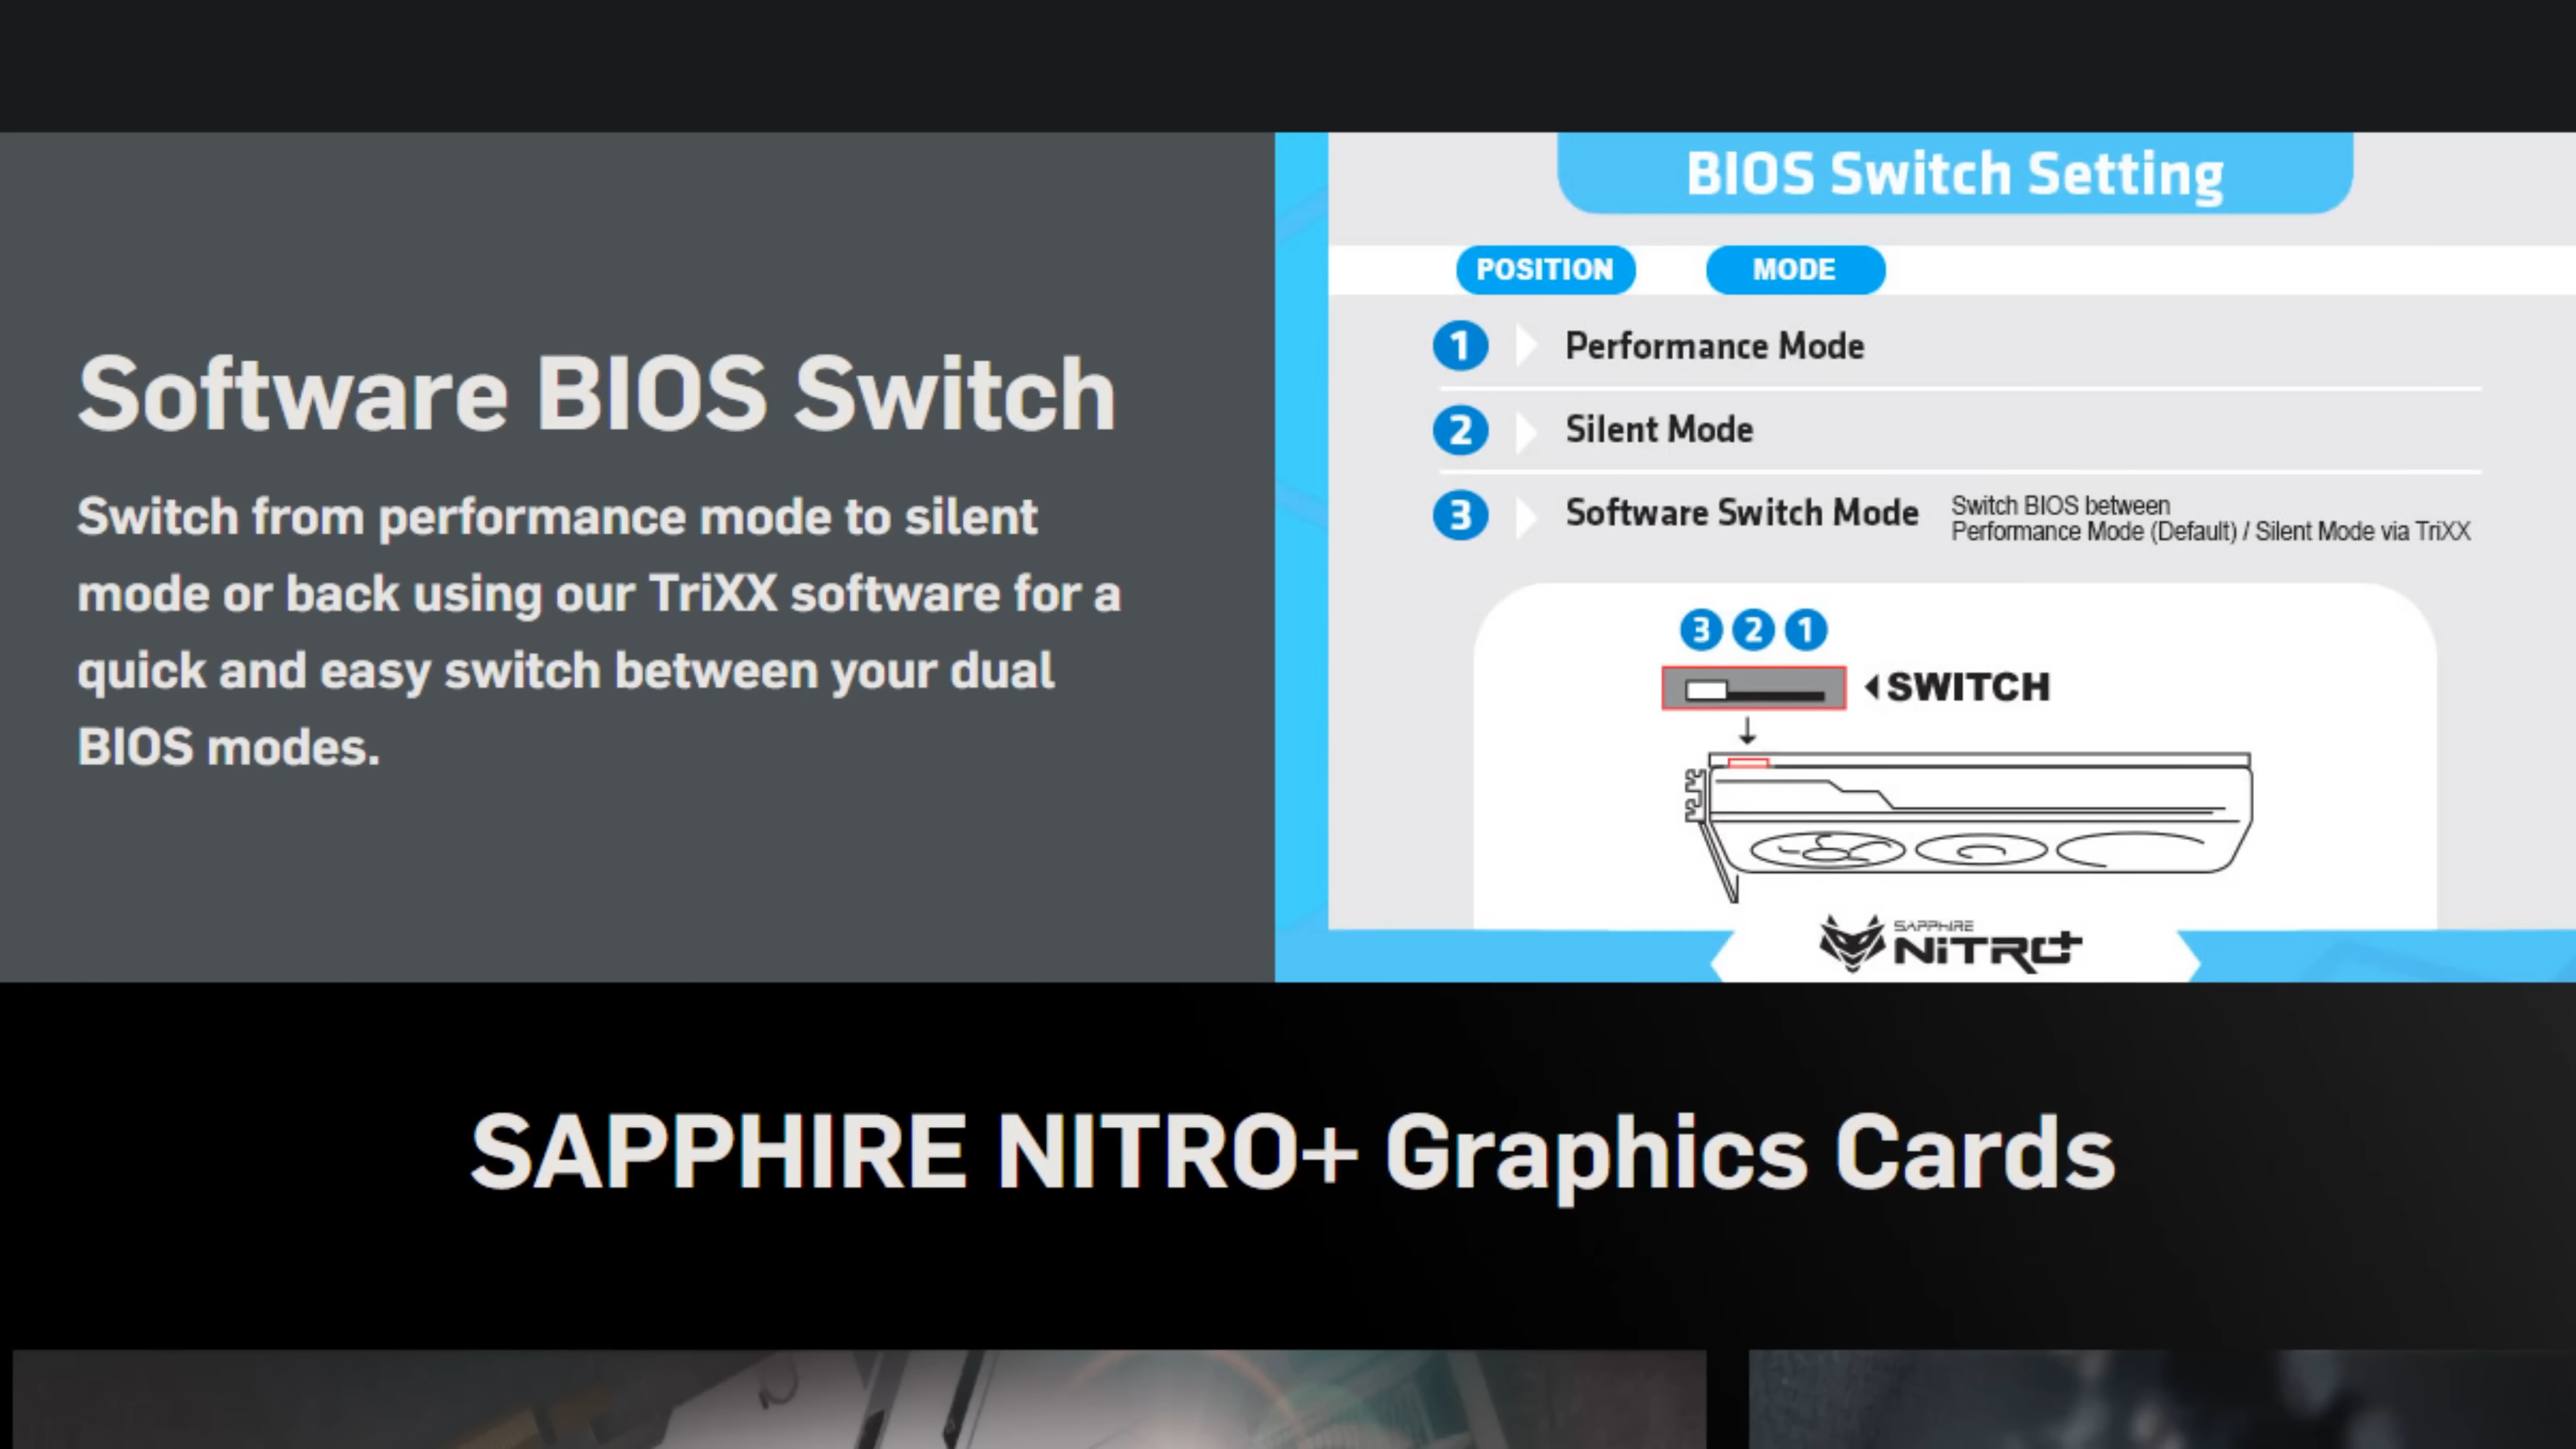 Software BIOS Switch
Switch from performance mode to silent
mode or back using our TriXX software for a
quick and easy switch between your dual
BIOS modes.
BIOS Switch Setting
POSITION MODE
1 Performance Mode
2 Silent Mode
3 Software Switch Mode Switch BIOS between
Performance Mode (Default) / Silent Mode via TriXX
3 2 1
SWITCH
SAPPHIRE
NITRO+
SAPPHIRE NITRO+ Graphics Cards